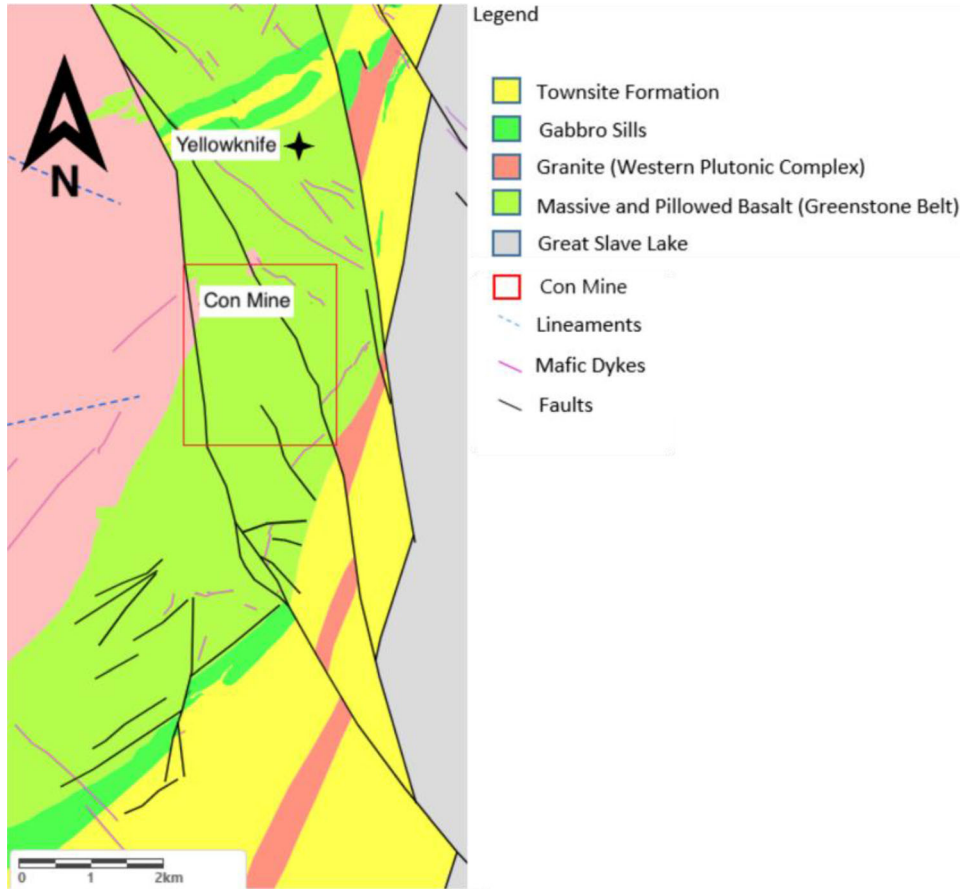 Legend
Townsite Formation
Gabbro Sills
Yellowknife
Granite (Western Plutonic Complex)
N
Massive and Pillowed Basalt (Greenstone Belt)
Great Slave Lake
Con Mine
Con Mine
Lineaments
Mafic Dykes
Faults
0 1 2km